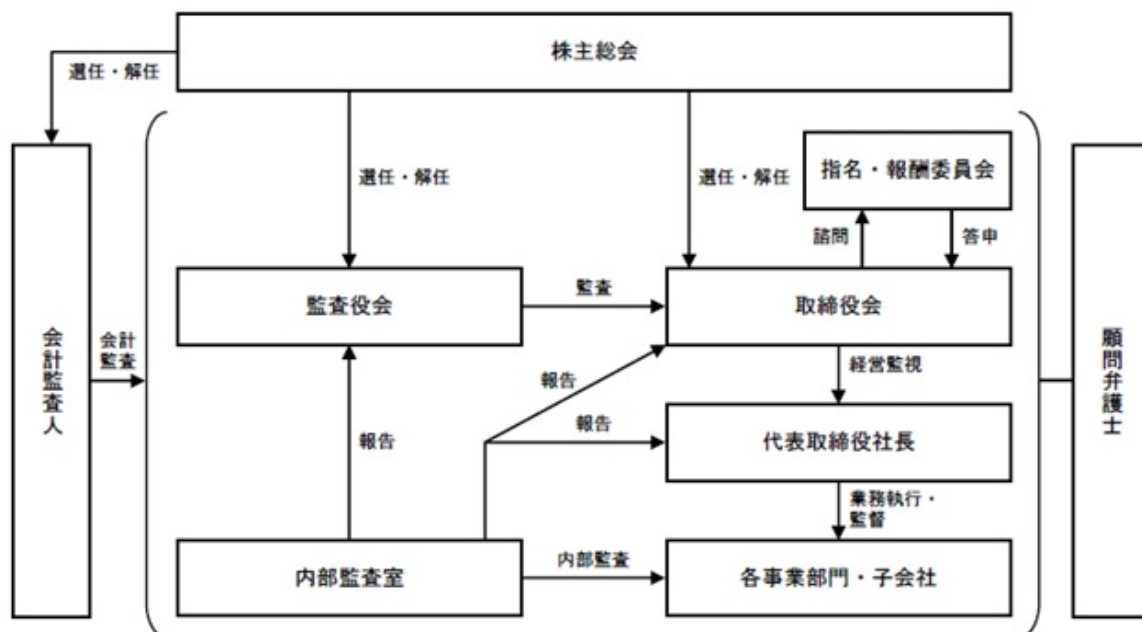 株主総会
選任・解任
指名・報酬委員会
選任・解任
選任・解任
諮問
答申
監査役会
監査
取締役会
会計監査人
会計
監査
経営監視
顧問弁護士
報告
報告
報告
代表取締役社長
業務執行・
監督
内部監査室
内部監査
各事業部門・子会社